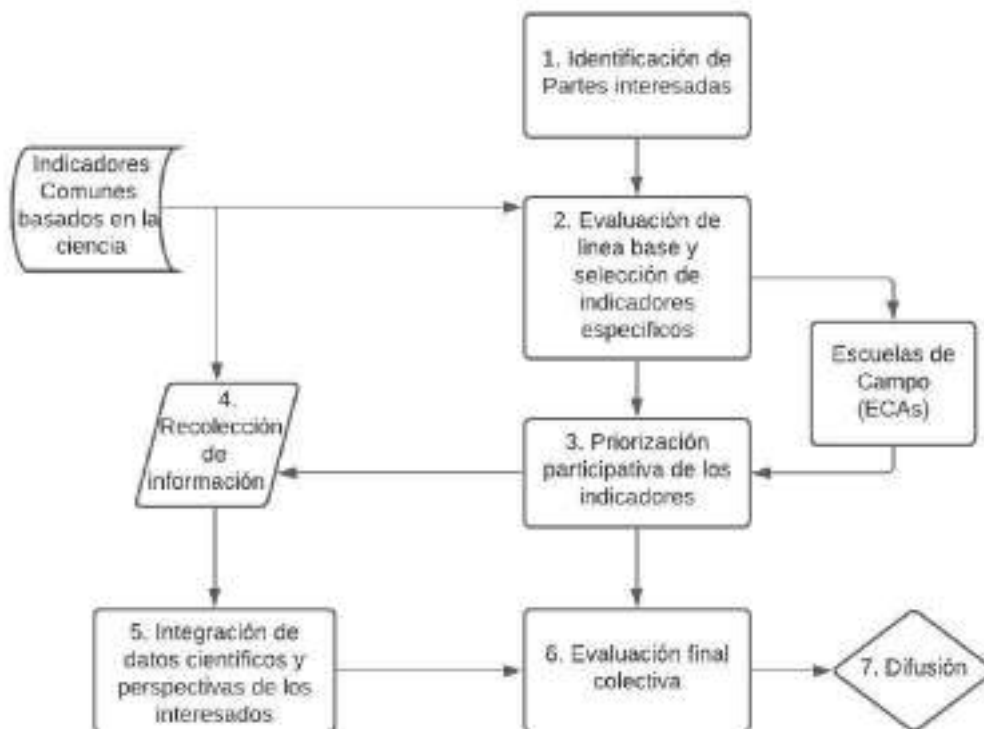 1. Identificación de
Partes interesadas
Indicadores
Comunes
basados en la
ciencia
2. Evaluación de
linea base y
selección de
indicadores
especificos
Escuelas de
Campo
(ECAs)
3. Priorización
participativa de los
indicadores
4.
Recolección
de
información
5. Integración de
datos científicos y
perspectivas de los
interesados
6. Evaluación final
colectiva
7. Difusión